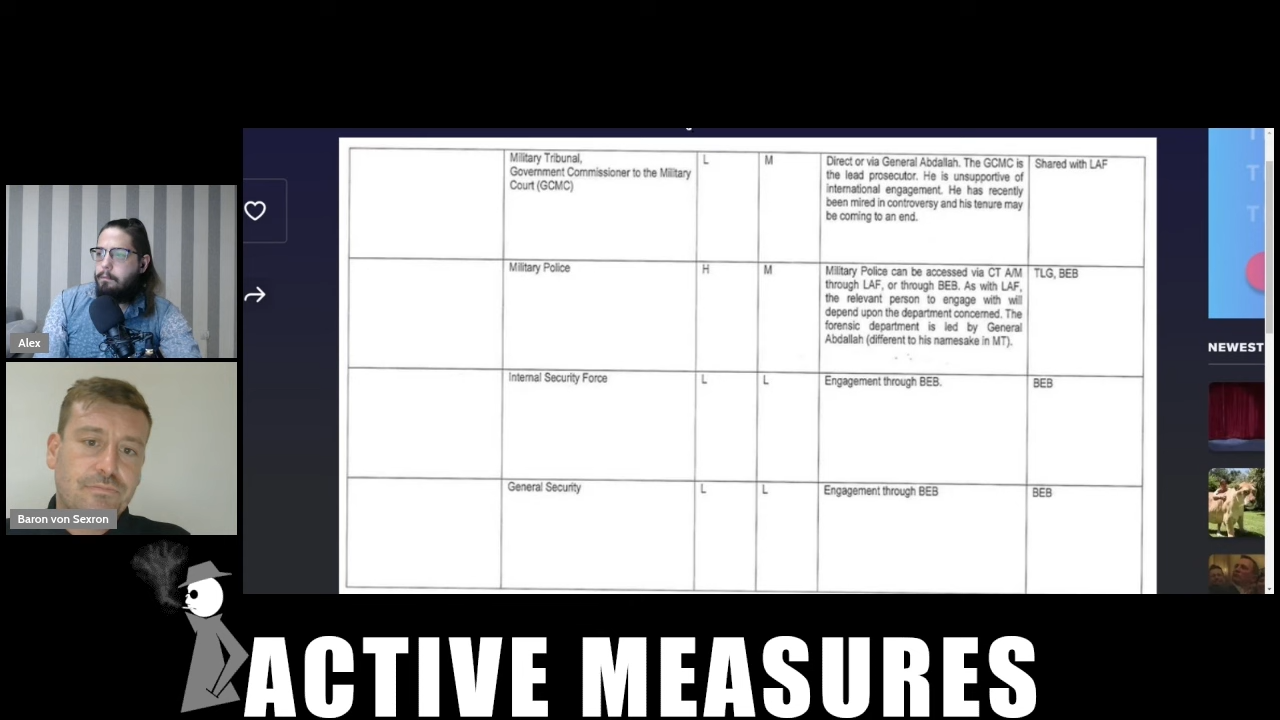 Military Tribunal,
Government Commissioner to the Military
Court (GCMC)
L
M
Direct or via General Abdallah. The GCMC is
the lead prosecutor. He is unsupportive of
international engagement. He has recently
been mired in controversy and his tenure may
be coming to an end.
Shared with LAF
Military Police
H
M
Military Police can be accessed via CT A/M
through LAF, or through BEB. As with LAF,
the relevant person to engage with will
depend upon the department concerned. The
forensic department is led by General
Abdallah (different to his namesake in MT).
TLG, BEB
Internal Security Force
L
L
Engagement through BEB.
BEB
General Security
L
L
Engagement through BEB
BEB
T
T
T
NEWEST
Alex
Baron von Sexron
ACTIVE MEASURES